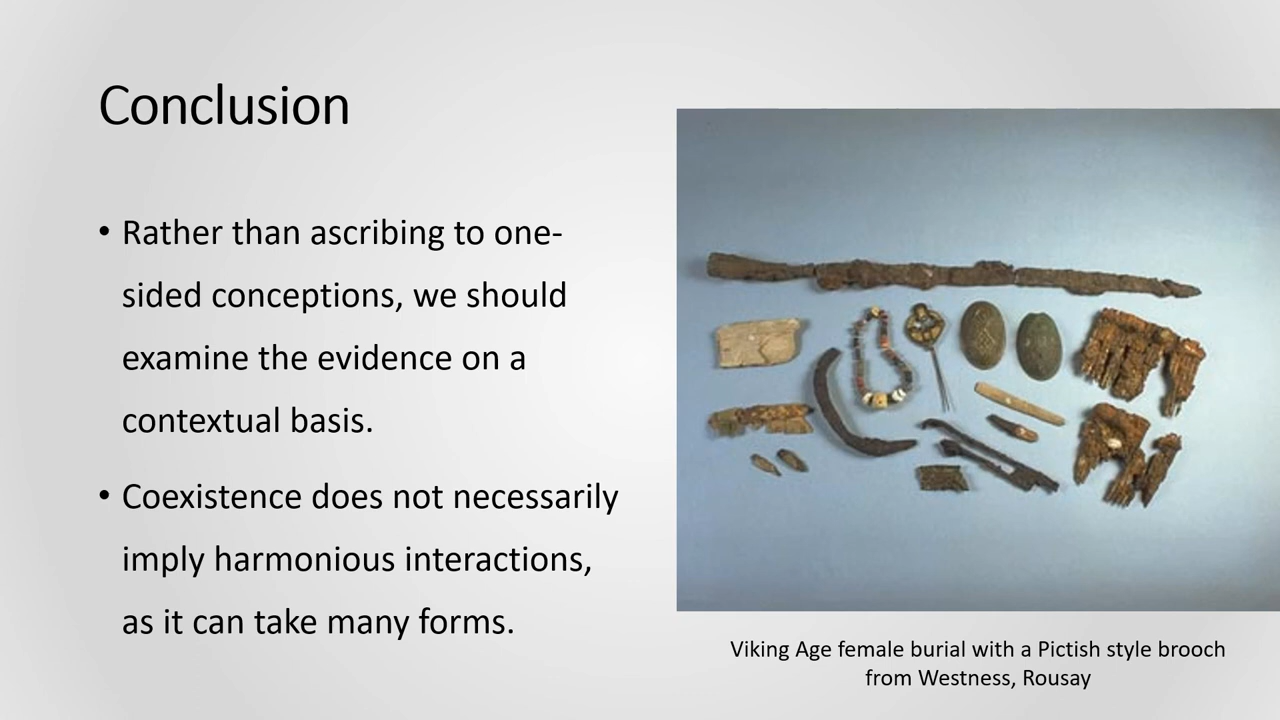 Conclusion
• Rather than ascribing to one-
sided conceptions, we should
examine the evidence on a
contextual basis.
• Coexistence does not necessarily
imply harmonious interactions,
as it can take many forms.
Viking Age female burial with a Pictish style brooch
from Westness, Rousay